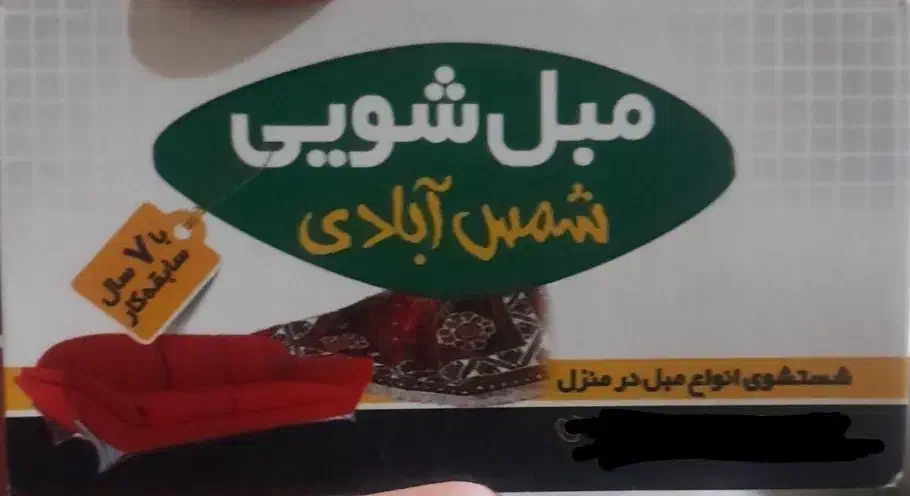 مبل شویی
شمس آبادی
با ۷ سال
سابقه کار
شستشوی انواع مبل در منزل